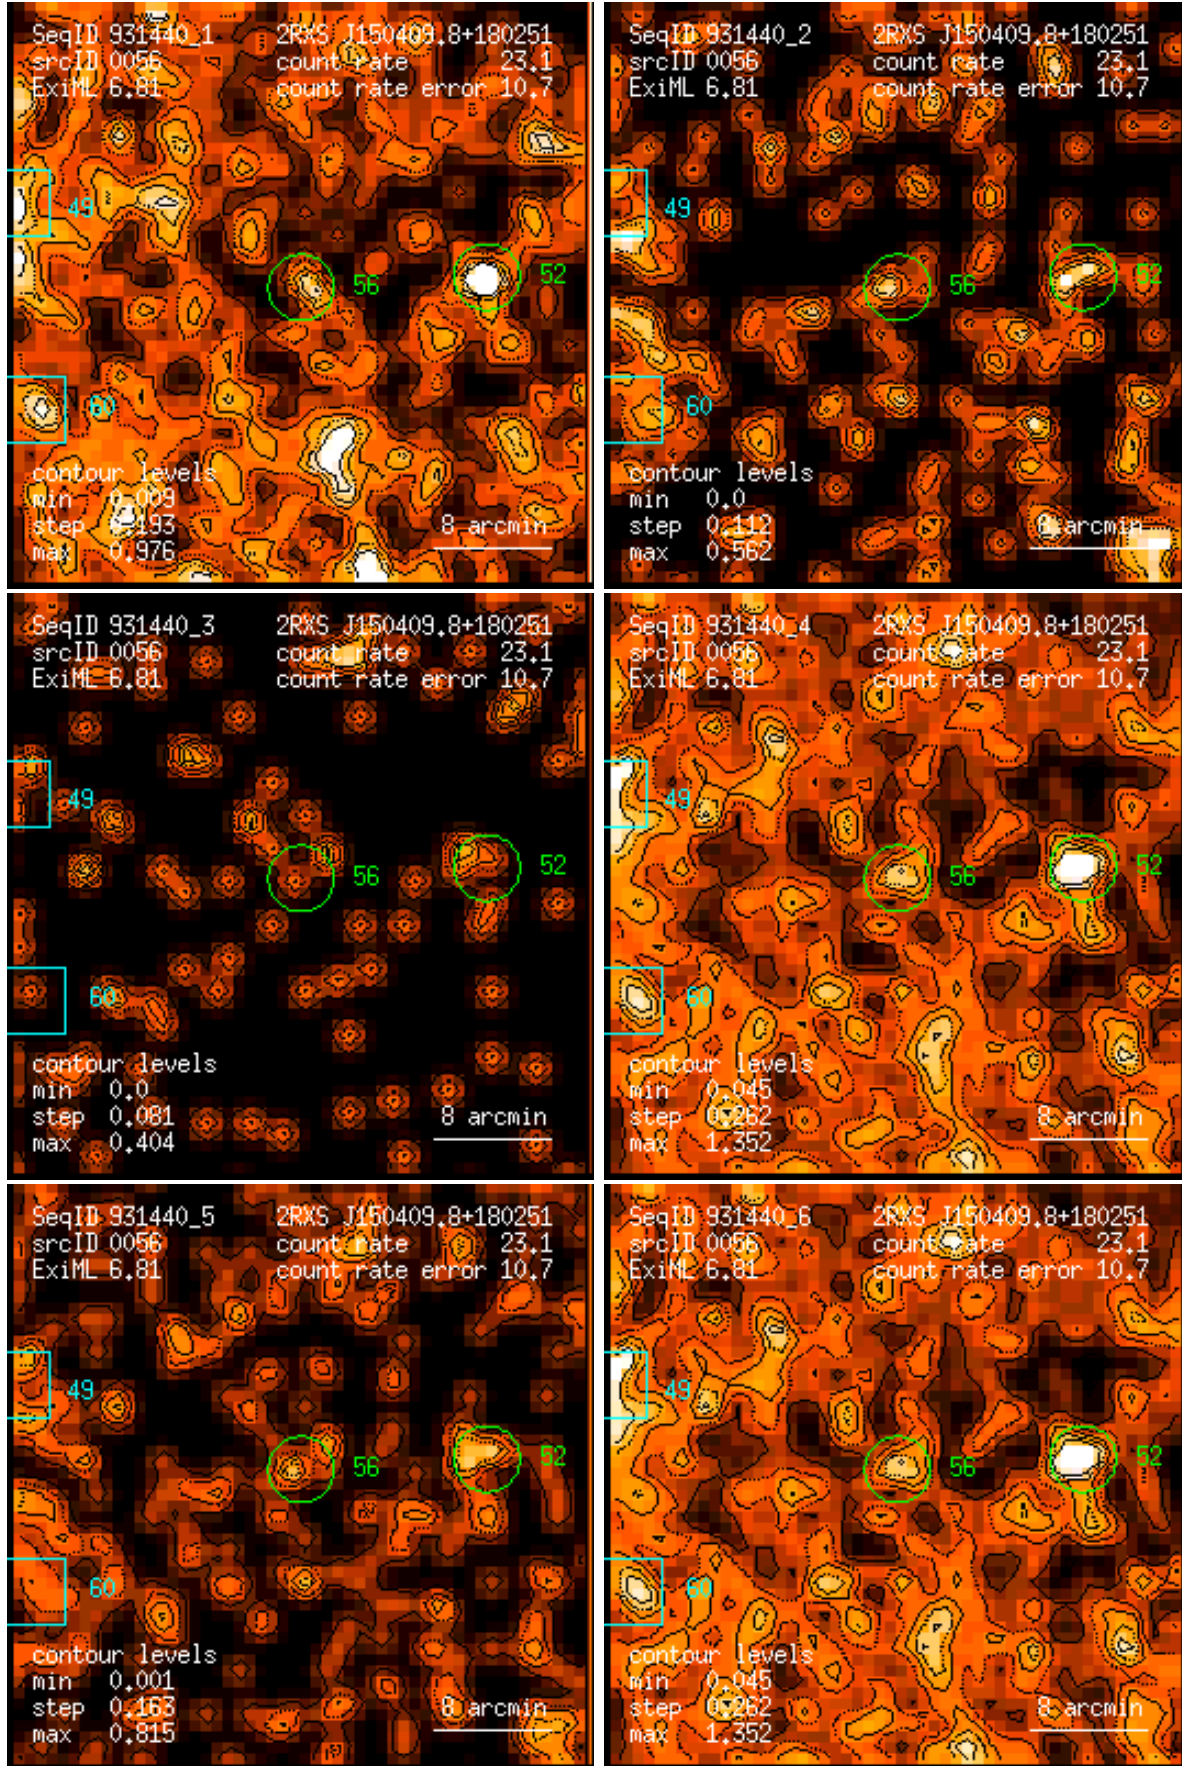 SeqID 931440_1 2RXS J150409.8+180251
srcID 0056 count rate 23.1
ExiML 6.81 count rate error 10.7
49
56
52
60
contour levels
min 0.009
step 0.193
max 0.976
8 arcmin
SeqID 931440_2 2RXS J150409.8+180251
srcID 0056 count rate 23.1
ExiML 6.81 count rate error 10.7
49
56
52
60
contour levels
min 0.0
step 0.112
max 0.562
8 arcmin
SeqID 931440_3 2RXS J150409.8+180251
srcID 0056 count rate 23.1
ExiML 6.81 count rate error 10.7
49
56
52
60
contour levels
min 0.0
step 0.081
max 0.404
8 arcmin
SeqID 931440_4 2RXS J150409.8+180251
srcID 0056 count rate 23.1
ExiML 6.81 count rate error 10.7
49
56
52
60
contour levels
min 0.045
step 0.262
max 1.352
8 arcmin
SeqID 931440_5 2RXS J150409.8+180251
srcID 0056 count rate 23.1
ExiML 6.81 count rate error 10.7
49
56
52
60
contour levels
min 0.001
step 0.163
max 0.815
8 arcmin
SeqID 931440_6 2RXS J150409.8+180251
srcID 0056 count rate 23.1
ExiML 6.81 count rate error 10.7
49
56
52
60
contour levels
min 0.045
step 0.262
max 1.352
8 arcmin